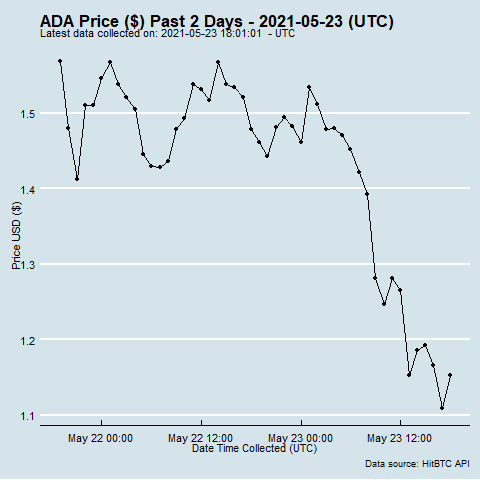 ADA Price ($) Past 2 Days - 2021-05-23 (UTC)
Latest data collected on: 2021-05-23 18:01:01 - UTC
1.5
1.4
1.3
1.2
1.1
Price USD ($)
May 22 00:00
May 22 12:00
May 23 00:00
May 23 12:00
Date Time Collected (UTC)
Data source: HitBTC API